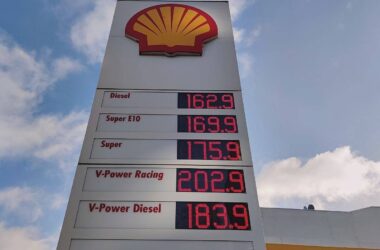 Diesel 162.9
Super E10 169.9
Super 175.9
V-Power Racing 202.9
V-Power Diesel 183.9